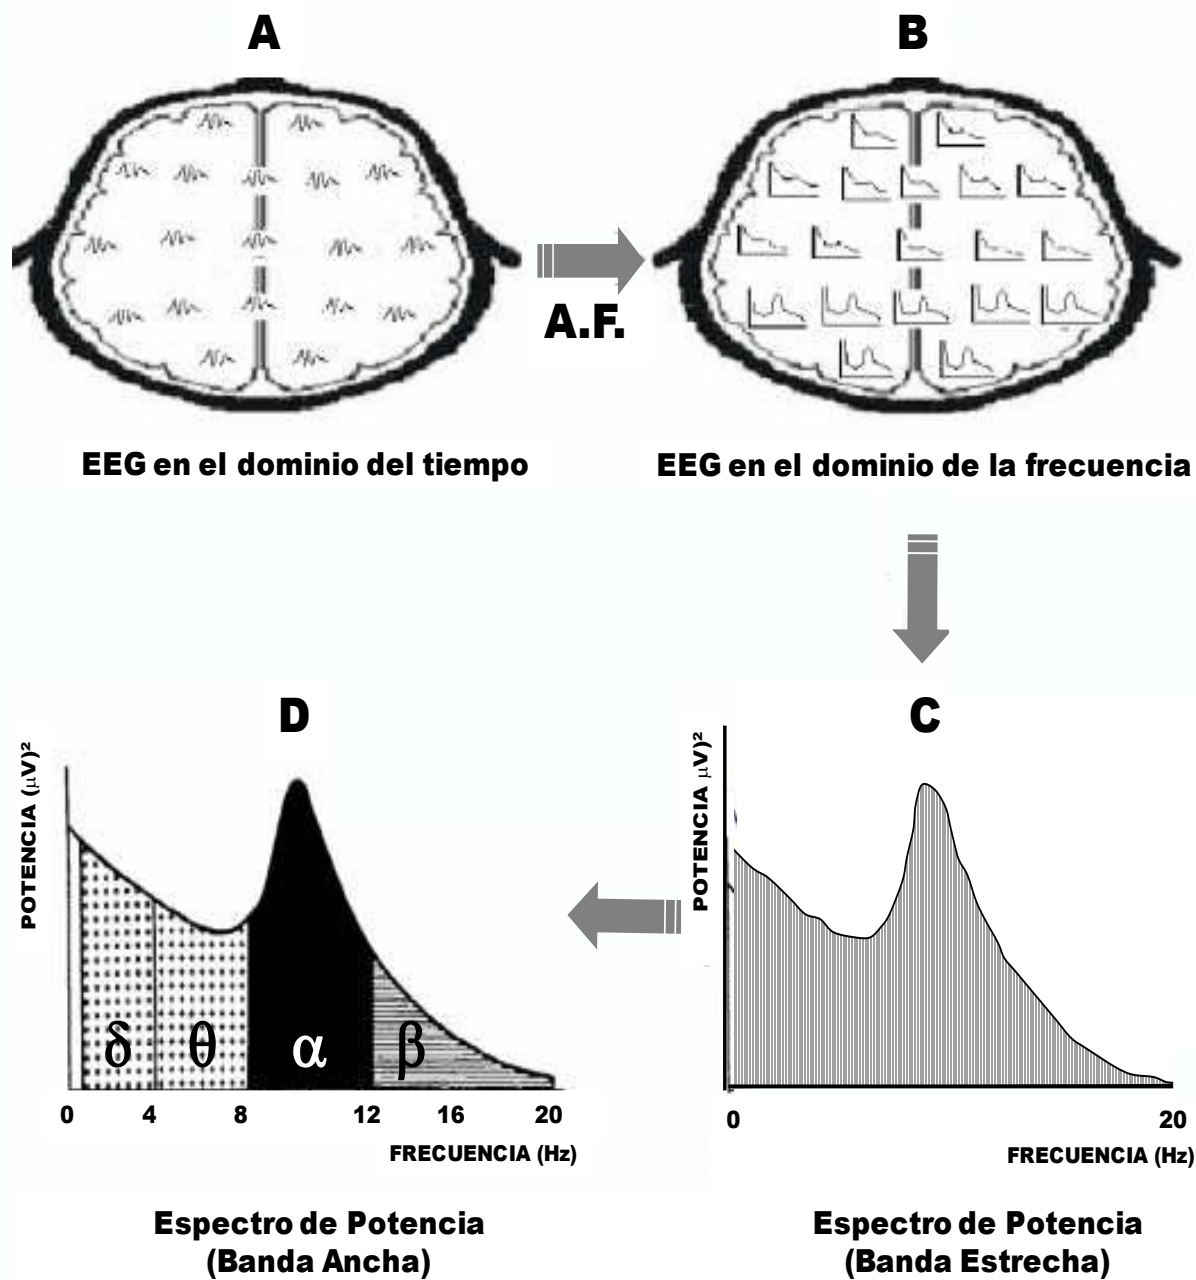 A
B
A.F.
EEG en el dominio del tiempo
EEG en el dominio de la frecuencia
D
C
POTENCIA (μV)²
δ θ α β
0 4 8 12 16 20
FRECUENCIA (Hz)
POTENCIA μV)²
0 20
FRECUENCIA (Hz)
Espectro de Potencia
(Banda Ancha)
Espectro de Potencia
(Banda Estrecha)